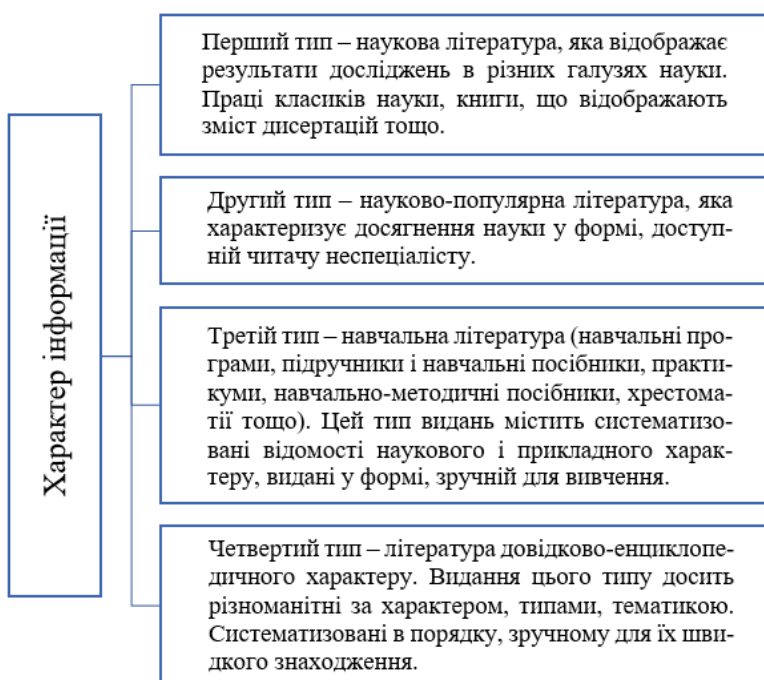 Характер інформації
Перший тип – наукова література, яка відображає
результати досліджень в різних галузях науки.
Праці класиків науки, книги, що відображають
зміст дисертацій тощо.
Другий тип – науково-популярна література, яка
характеризує досягнення науки у формі, доступ-
ній читачу неспеціалісту.
Третій тип – навчальна література (навчальні про-
грами, підручники і навчальні посібники, практи-
куми, навчально-методичні посібники, хрестома-
тії тощо). Цей тип видань містить систематизо-
вані відомості наукового і прикладного харак-
теру, видані у формі, зручній для вивчення.
Четвертий тип – література довідково-енциклопе-
дичного характеру. Видання цього типу досить
різноманітні за характером, типами, тематикою.
Систематизовані в порядку, зручному для їх шви-
дкого знаходження.